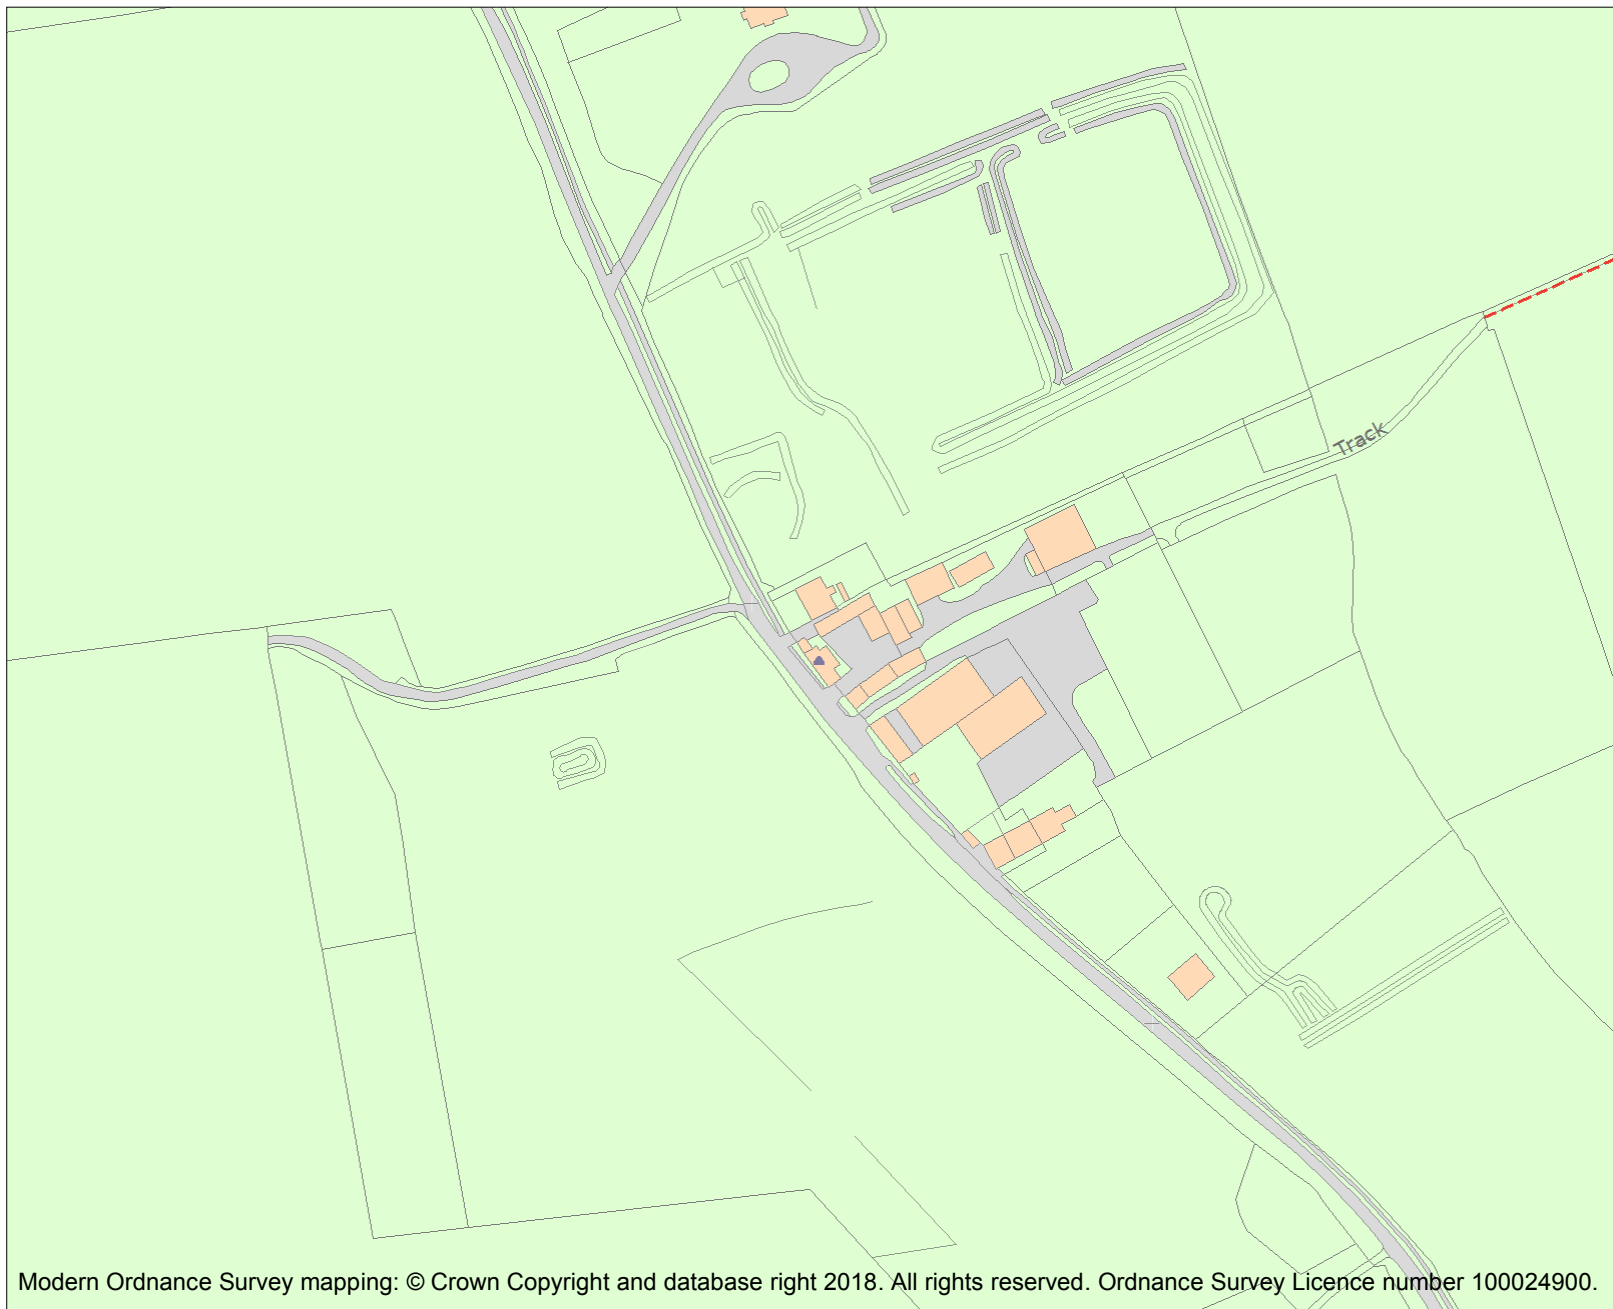 Track
Modern Ordnance Survey mapping: © Crown Copyright and database right 2018. All rights reserved. Ordnance Survey Licence number 100024900.